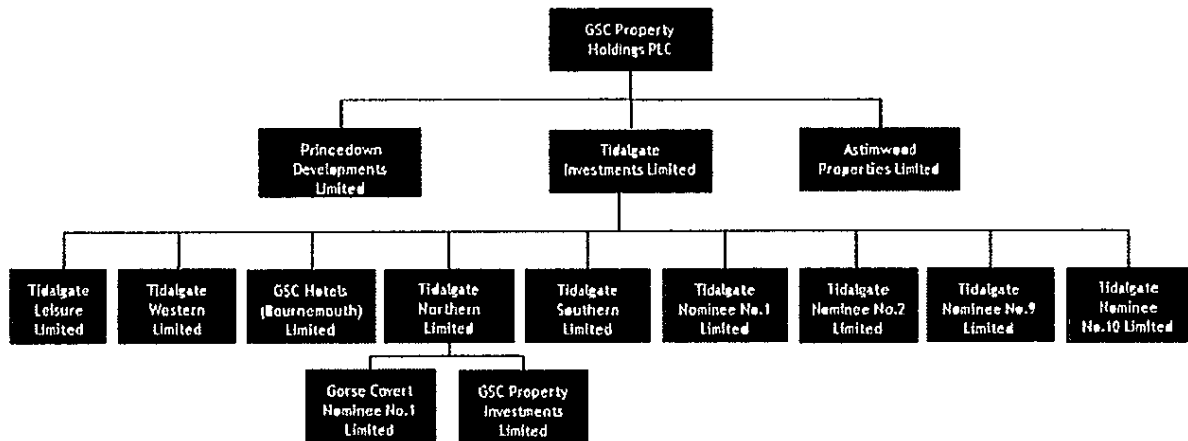 GSC Property
Holdings PLC
Princedown
Developments
Limited
Tidalgate
Investments Limited
Astimwood
Properties Limited
Tidalgate
Leisure
Limited
Tidalgate
Western
Limited
GSC Hotels
(Bournemouth)
Limited
Tidalgate
Northern
Limited
Tidalgate
Southern
Limited
Tidalgate
Nominee No.1
Limited
Tidalgate
Nominee No.2
Limited
Tidalgate
Nominee No.9
Limited
Tidalgate
Nominee
No.10 Limited
Gorse Covert
Nominee No.1
Limited
GSC Property
Investments
Limited